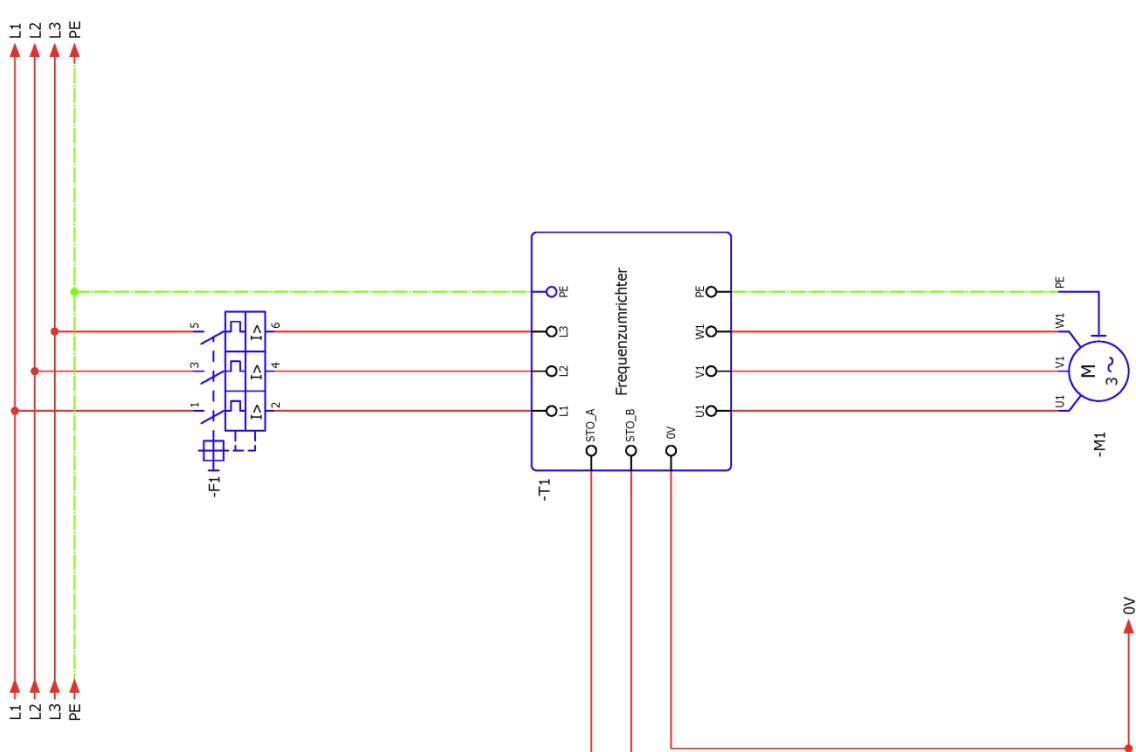 L1
L2
L3
PE
L1
L2
L3
PE
5
3
1
I>
I>
I>
6
4
2
-F1
PE
L3
L2
L1
Frequenzumrichter
STO_A
STO_B
0V
PE
W1
V1
U1
-T1
PE
W1
V1
U1
M
3~
-M1
0V